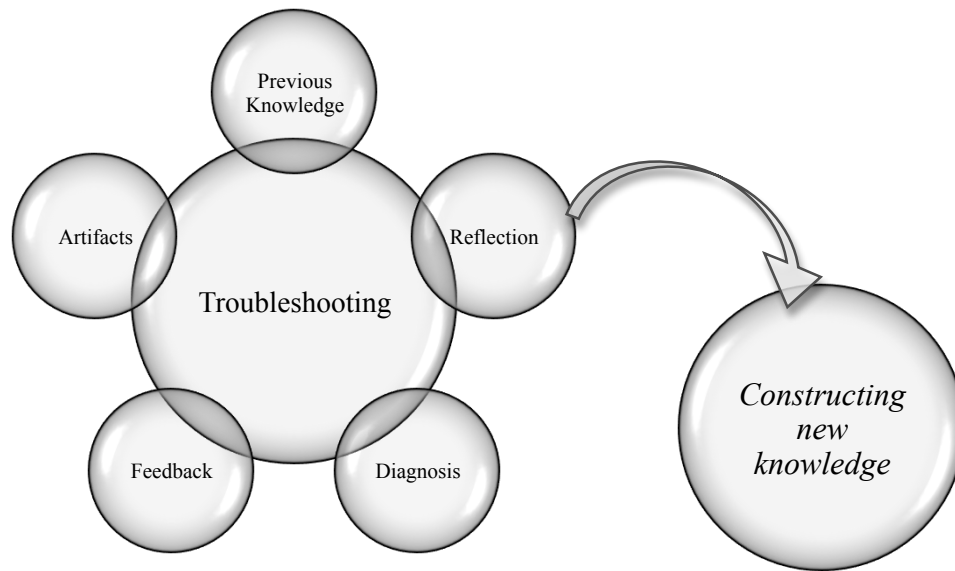 Previous
Knowledge
Artifacts
Reflection
Troubleshooting
Feedback
Diagnosis
Constructing
new
knowledge